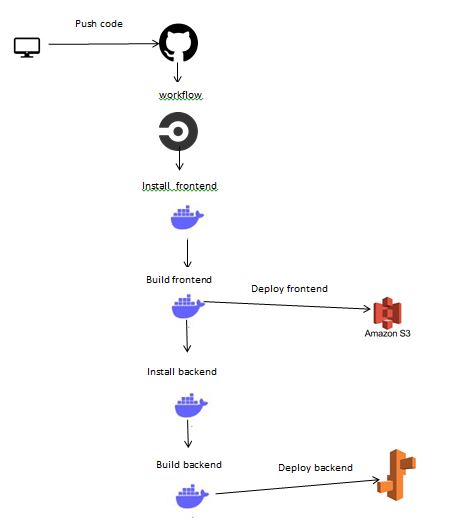 Push code
workflow
Install frontend
Build frontend
Deploy frontend
Amazon S3
Install backend
Build backend
Deploy backend